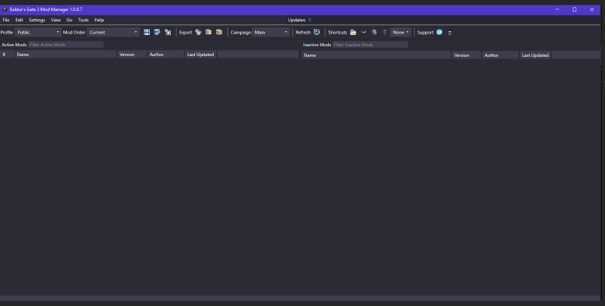 Baldur's Gate 3 Mod Manager 1.0.9.7
File Edit Settings View Go Tools Help Updates:
Profile Public Mod Order Current Export Campaign Main Refresh Shortcuts None Support
Active Mods Filter Active Mods Inactive Mods Filter Inactive Mods
# Name Version Author Last Updated Name Version Author Last Updated